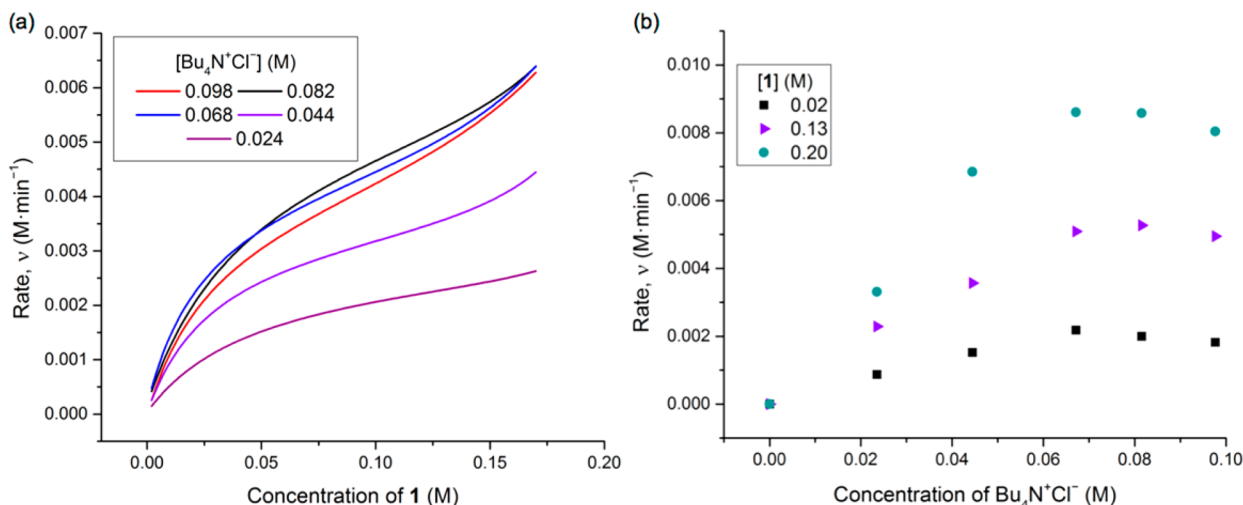 (a)
[Bu₄N⁺Cl⁻] (M)
0.098 0.082
0.068 0.044
0.024
0.007
0.006
0.005
0.004
0.003
0.002
0.001
0.000
Rate, ν (M·min⁻¹)
0.00 0.05 0.10 0.15 0.20
Concentration of 1 (M)
(b)
[1] (M)
0.02
0.13
0.20
0.010
0.008
0.006
0.004
0.002
0.000
Rate, ν (M·min⁻¹)
0.00 0.02 0.04 0.06 0.08 0.10
Concentration of Bu₄N⁺Cl⁻ (M)